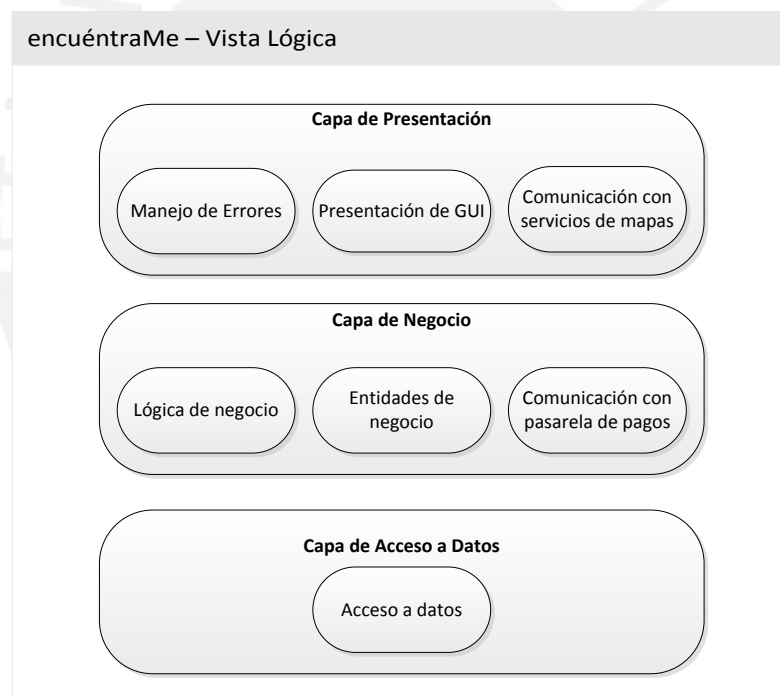 encuéntraMe – Vista Lógica
Capa de Presentación
Manejo de Errores
Presentación de GUI
Comunicación con
servicios de mapas
Capa de Negocio
Lógica de negocio
Entidades de
negocio
Comunicación con
pasarela de pagos
Capa de Acceso a Datos
Acceso a datos